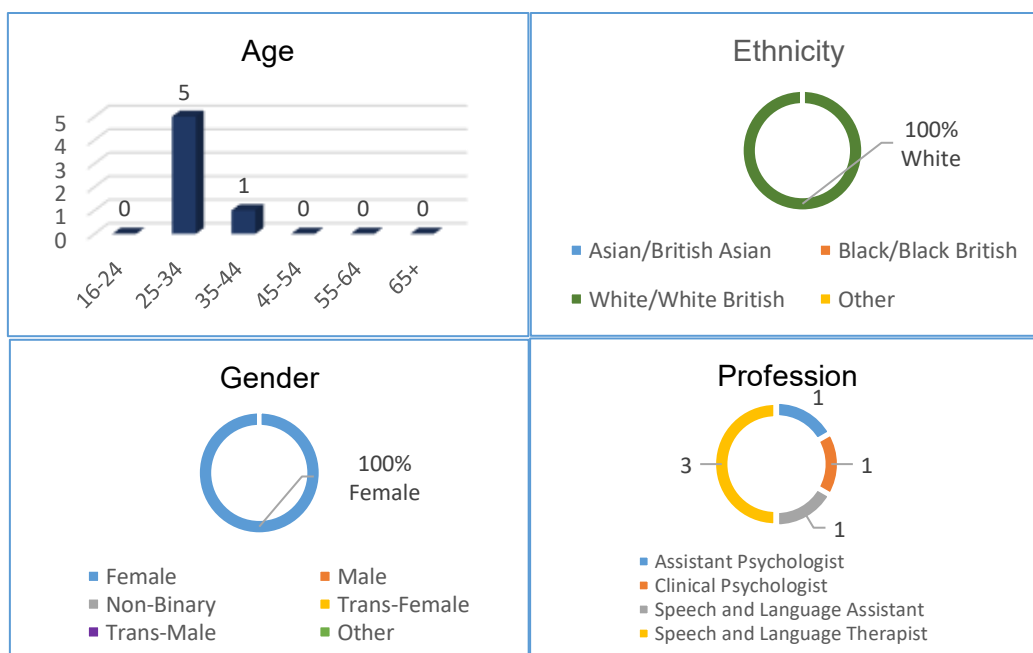 Age
5
5
4
3
2
1
0
0
1
0
0
0
16-24
25-34
35-44
45-54
55-64
65+
Ethnicity
100%
White
Asian/British Asian
Black/Black British
White/White British
Other
Gender
100%
Female
Female
Male
Non-Binary
Trans-Female
Trans-Male
Other
Profession
1
3
1
1
Assistant Psychologist
Clinical Psychologist
Speech and Language Assistant
Speech and Language Therapist